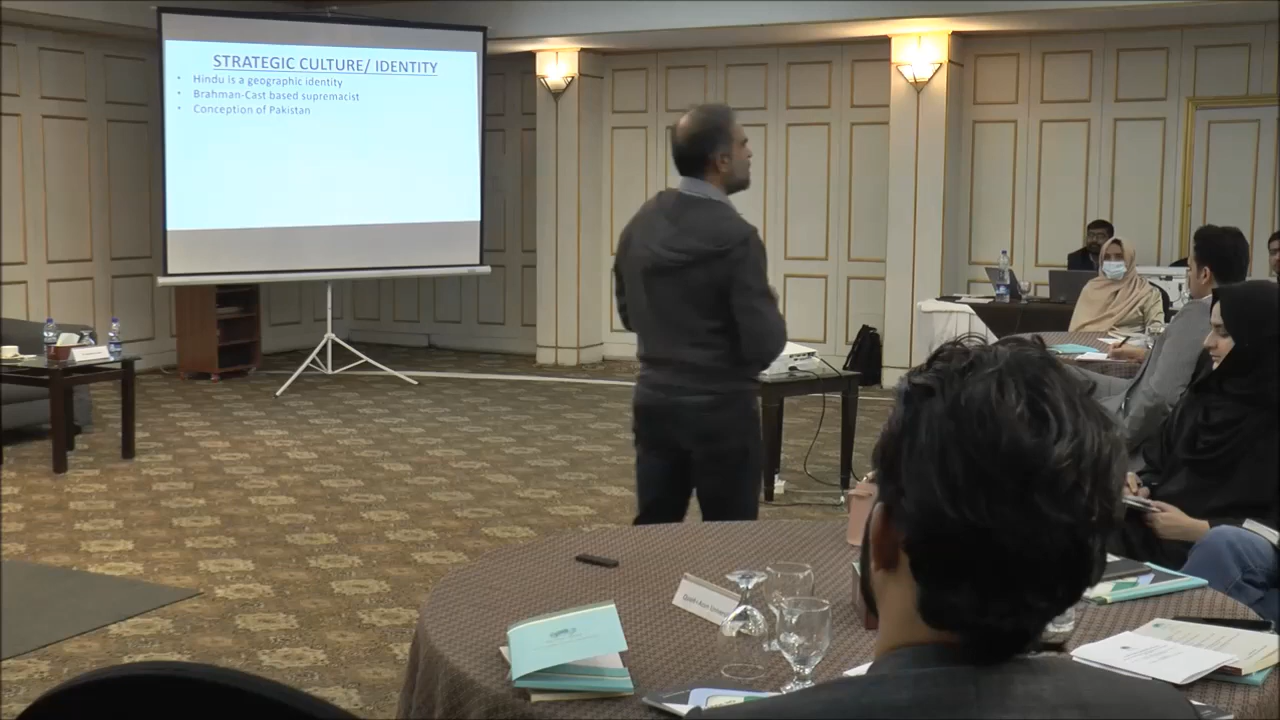 STRATEGIC CULTURE/ IDENTITY
• Hindu is a geographic identity
• Brahman-Cast based supremacist
• Conception of Pakistan